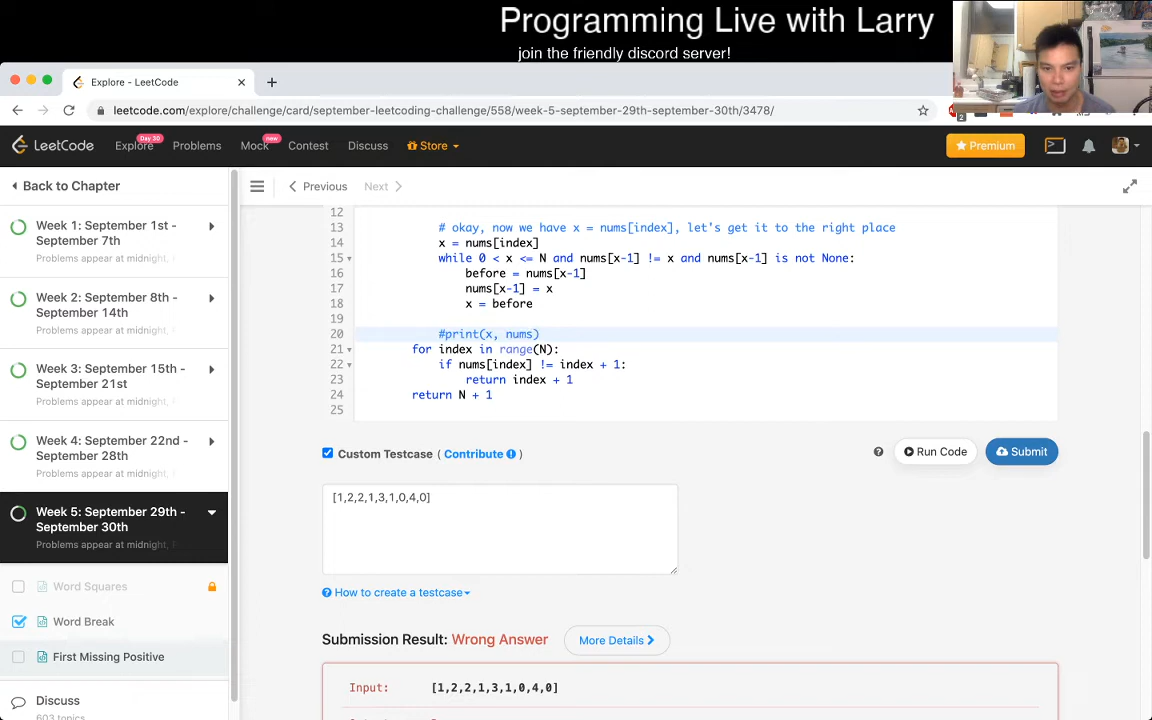 Programming Live with Larry
join the friendly discord server!
Explore - LeetCode
leetcode.com/explore/challenge/card/september-leetcoding-challenge/558/week-5-september-29th-september-30th/3478/
2
LeetCode
Explore
Day 30
Problems
Mock
new
Contest
Discuss
Store
Premium
Back to Chapter
Previous
Next
Week 1: September 1st -
September 7th
Problems appear at midnight,
Week 2: September 8th -
September 14th
Problems appear at midnight,
Week 3: September 15th -
September 21st
Problems appear at midnight,
Week 4: September 22nd -
September 28th
Problems appear at midnight,
Week 5: September 29th -
September 30th
Problems appear at midnight,
Word Squares
Word Break
First Missing Positive
Discuss
603 topics
12
13 # okay, now we have x = nums[index], let's get it to the right place
14 x = nums[index]
15 while 0 < x <= N and nums[x-1] != x and nums[x-1] is not None:
16 before = nums[x-1]
17 nums[x-1] = x
18 x = before
19
20 #print(x, nums)
21 for index in range(N):
22 if nums[index] != index + 1:
23 return index + 1
24 return N + 1
25
Custom Testcase ( Contribute )
Run Code
Submit
[1,2,2,1,3,1,0,4,0]
How to create a testcase
Submission Result: Wrong Answer
More Details
Input: [1,2,2,1,3,1,0,4,0]